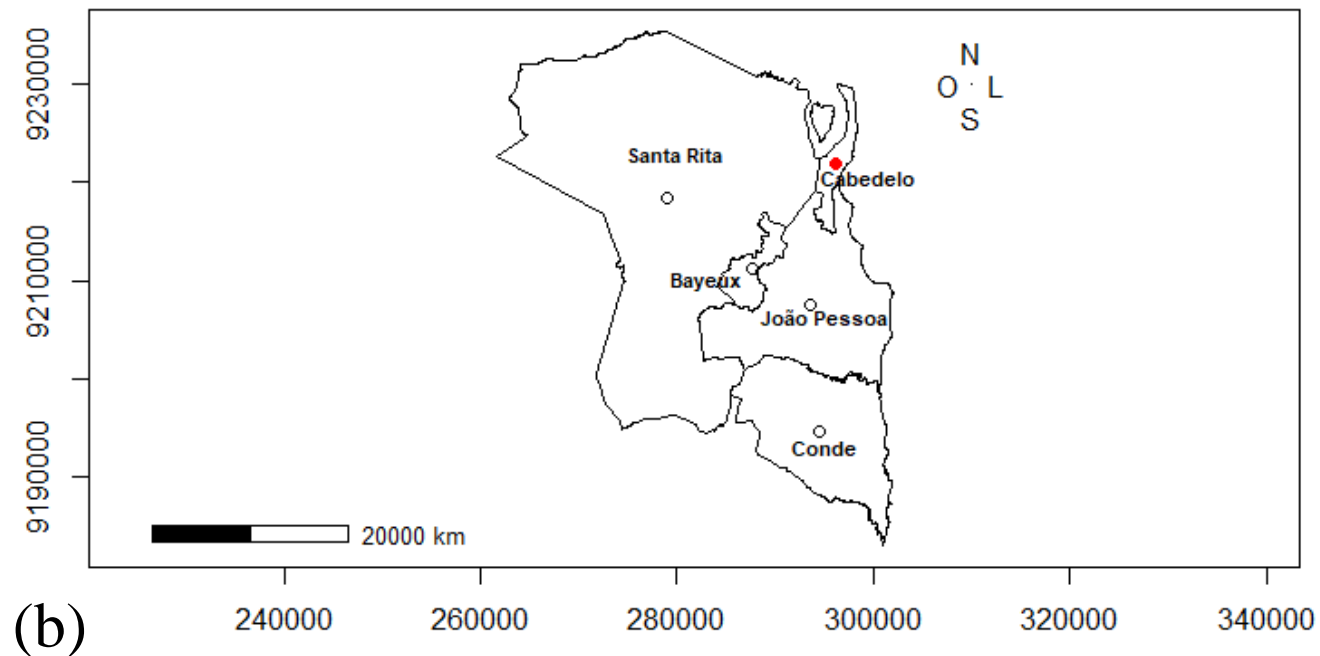 9230000
9210000
9190000
N
O L
S
Santa Rita
Cabedelo
Bayeux
João Pessoa
Conde
20000 km
240000 260000 280000 300000 320000 340000
(b)